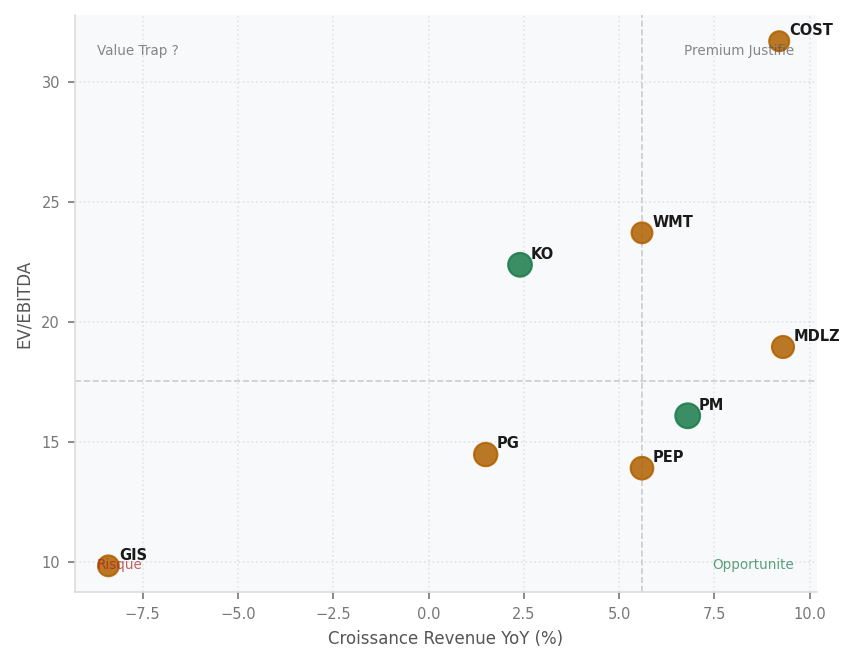 COST
Value Trap ?
Premium Justifie
30
25
WMT
KO
EV/EBITDA
20
MDLZ
PM
15
PG
PEP
GIS
10
Risque
Opportunite
−7.5
−5.0
−2.5
0.0
2.5
5.0
7.5
10.0
Croissance Revenue YoY (%)